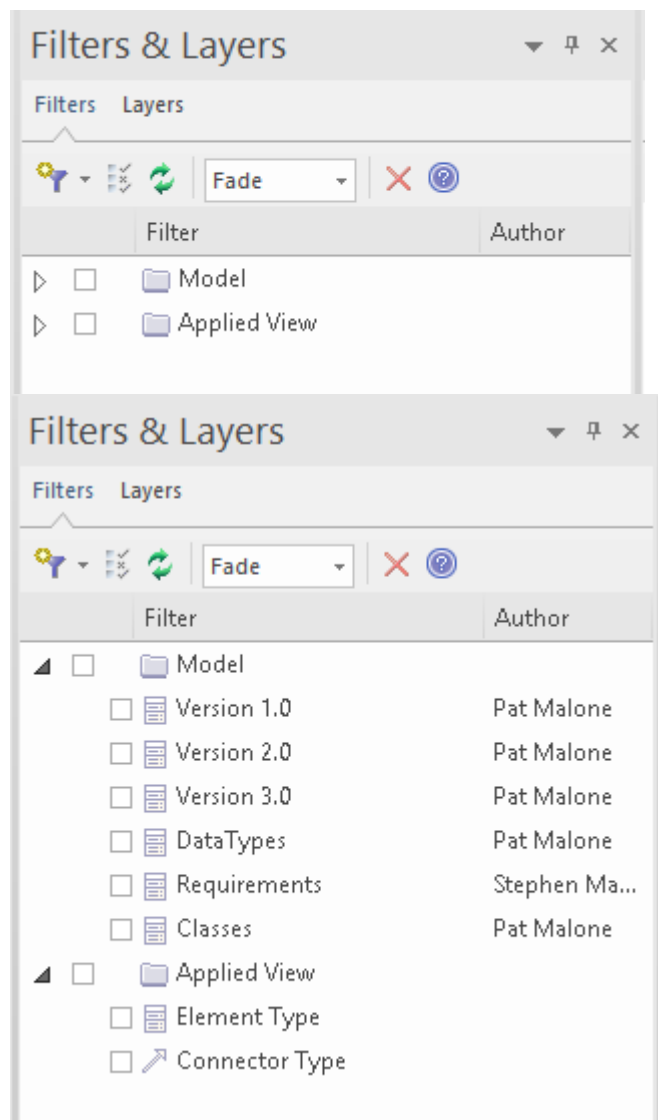 Filters & Layers
Filters Layers
Fade
Filter Author
Model
Applied View
Filters & Layers
Filters Layers
Fade
Filter Author
Model
Version 1.0 Pat Malone
Version 2.0 Pat Malone
Version 3.0 Pat Malone
DataTypes Pat Malone
Requirements Stephen Ma...
Classes Pat Malone
Applied View
Element Type
Connector Type